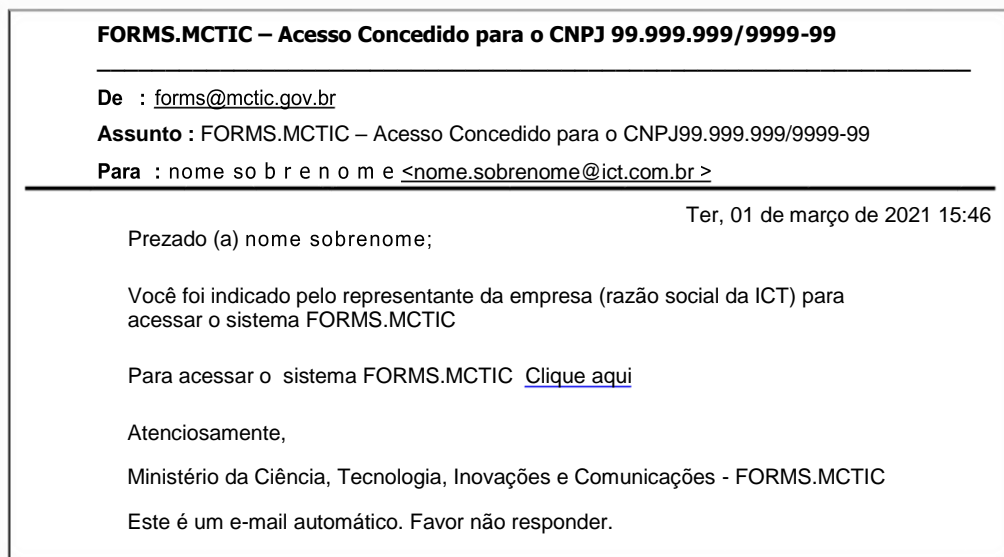 FORMS.MCTIC – Acesso Concedido para o CNPJ 99.999.999/9999-99
De : forms@mctic.gov.br
Assunto : FORMS.MCTIC – Acesso Concedido para o CNPJ99.999.999/9999-99
Para : nome so b r e n o m e <nome.sobrenome@ict.com.br >
Ter, 01 de março de 2021 15:46
Prezado (a) nome sobrenome;
Você foi indicado pelo representante da empresa (razão social da ICT) para
acessar o sistema FORMS.MCTIC
Para acessar o sistema FORMS.MCTIC Clique aqui
Atenciosamente,
Ministério da Ciência, Tecnologia, Inovações e Comunicações - FORMS.MCTIC
Este é um e-mail automático. Favor não responder.